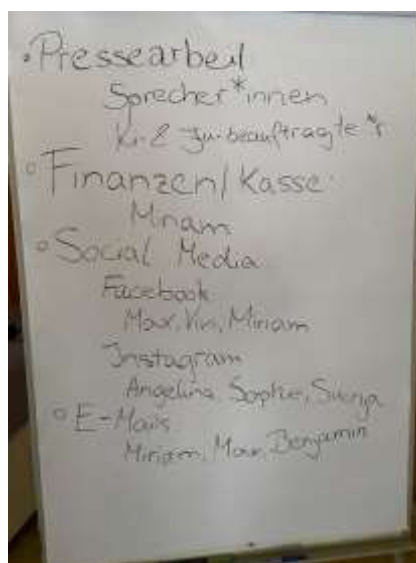 • Pressearbeit
Sprecher*innen
Ki- & Ju-beauftragte*r
• Finanzen/Kasse
Miriam
• Social Media
Facebook
Max, Vivi, Miriam
Instagram
Angelina, Sophie, Svenja
• E-Mails
Miriam, Max, Benjamin